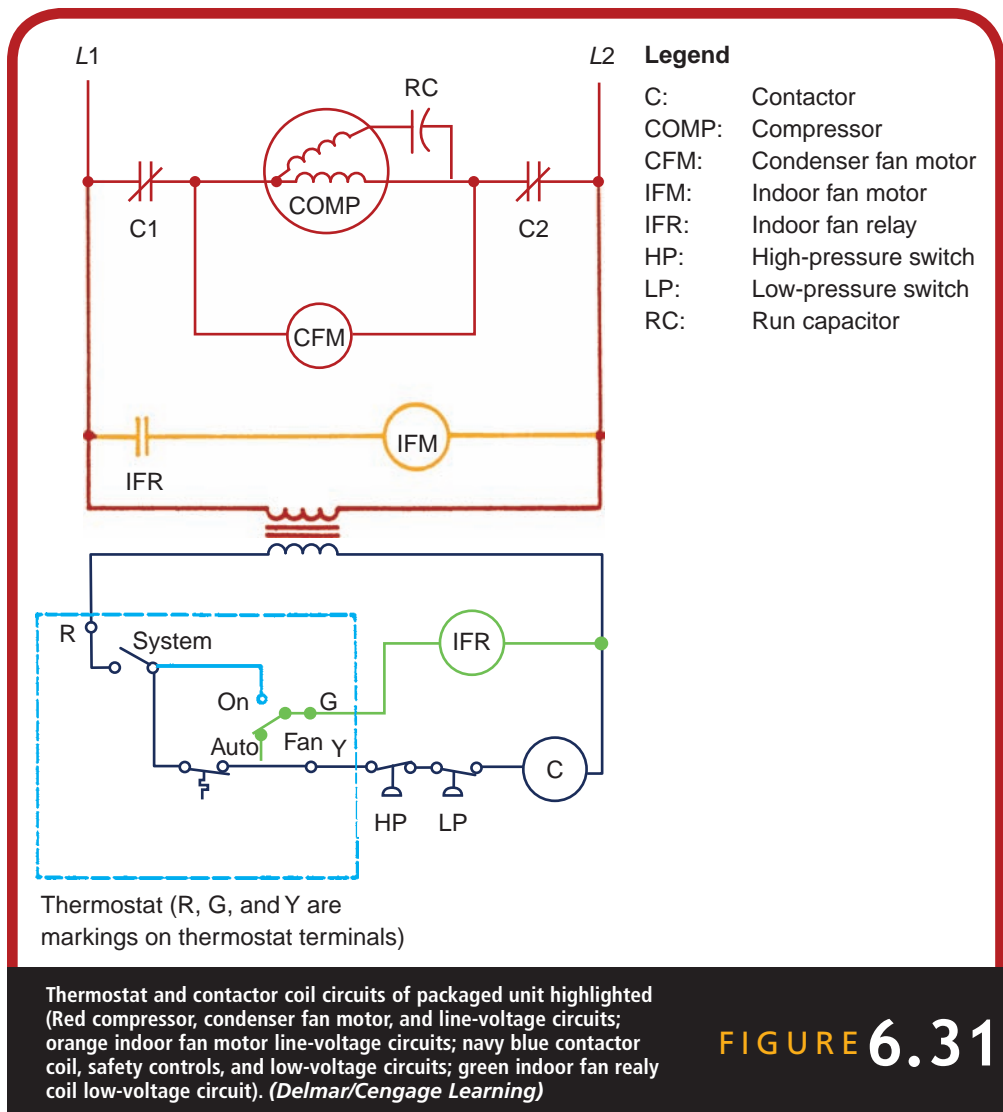 L1
L2
Legend
RC
C: Contactor
COMP: Compressor
CFM: Condenser fan motor
IFM: Indoor fan motor
IFR: Indoor fan relay
HP: High-pressure switch
LP: Low-pressure switch
RC: Run capacitor
COMP
C1
C2
CFM
IFM
IFR
R
System
IFR
On
G
Auto
Fan
Y
C
HP
LP
Thermostat (R, G, and Y are
markings on thermostat terminals)
Thermostat and contactor coil circuits of packaged unit highlighted
(Red compressor, condenser fan motor, and line-voltage circuits;
orange indoor fan motor line-voltage circuits; navy blue contactor
coil, safety controls, and low-voltage circuits; green indoor fan realy
coil low-voltage circuit). (Delmar/Cengage Learning)
FIGURE 6.31